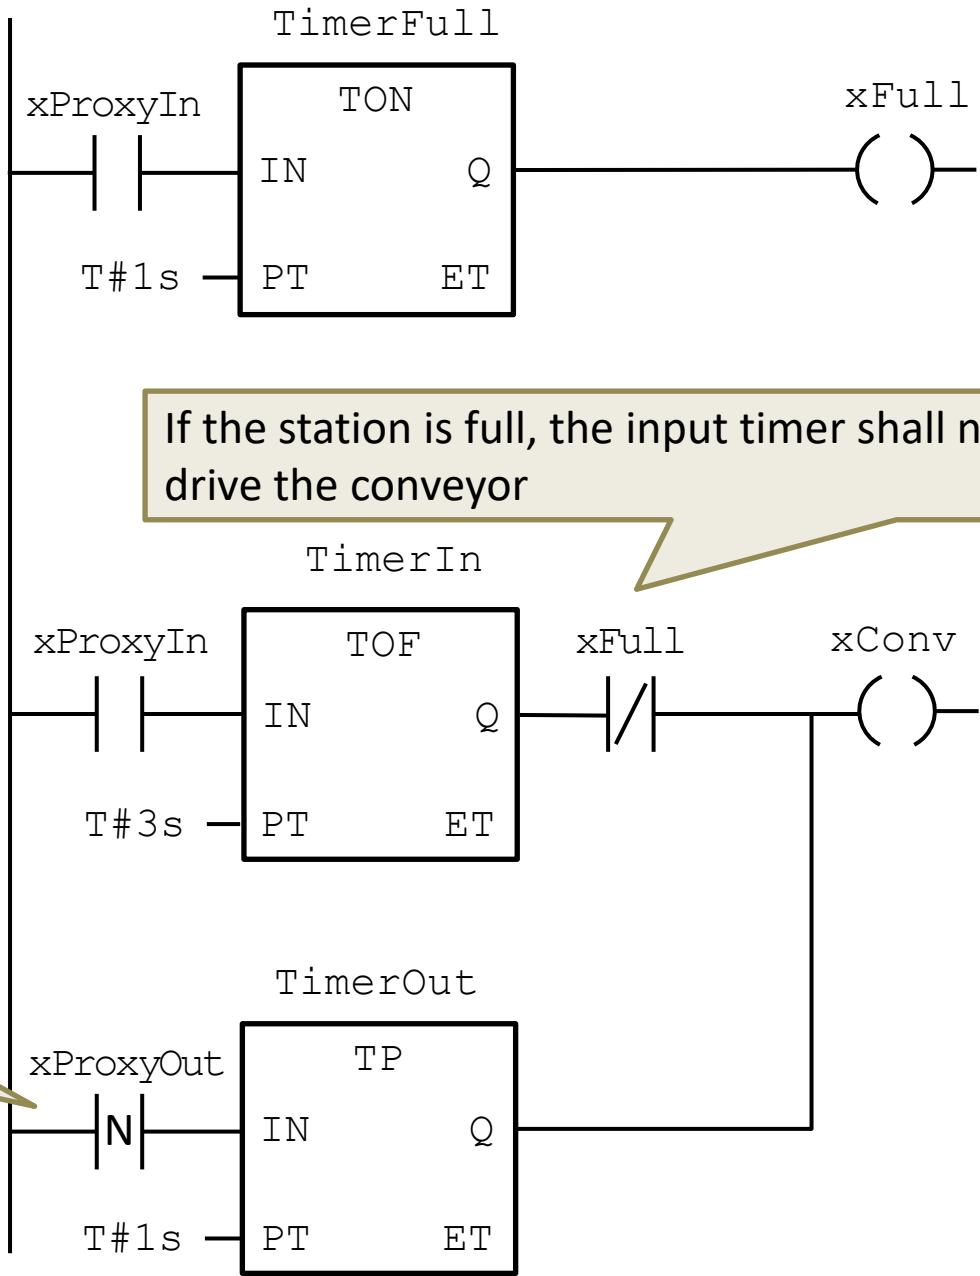 TimerFull
xProxyIn
TON
xFull
IN
Q
T#1s
PT
ET
If the station is full, the input timer shall
drive the conveyor
TimerIn
xProxyIn
TOF
xFull
xConv
IN
Q
T#3s
PT
ET
TimerOut
xProxyOut
TP
N
IN
Q
T#1s
PT
ET